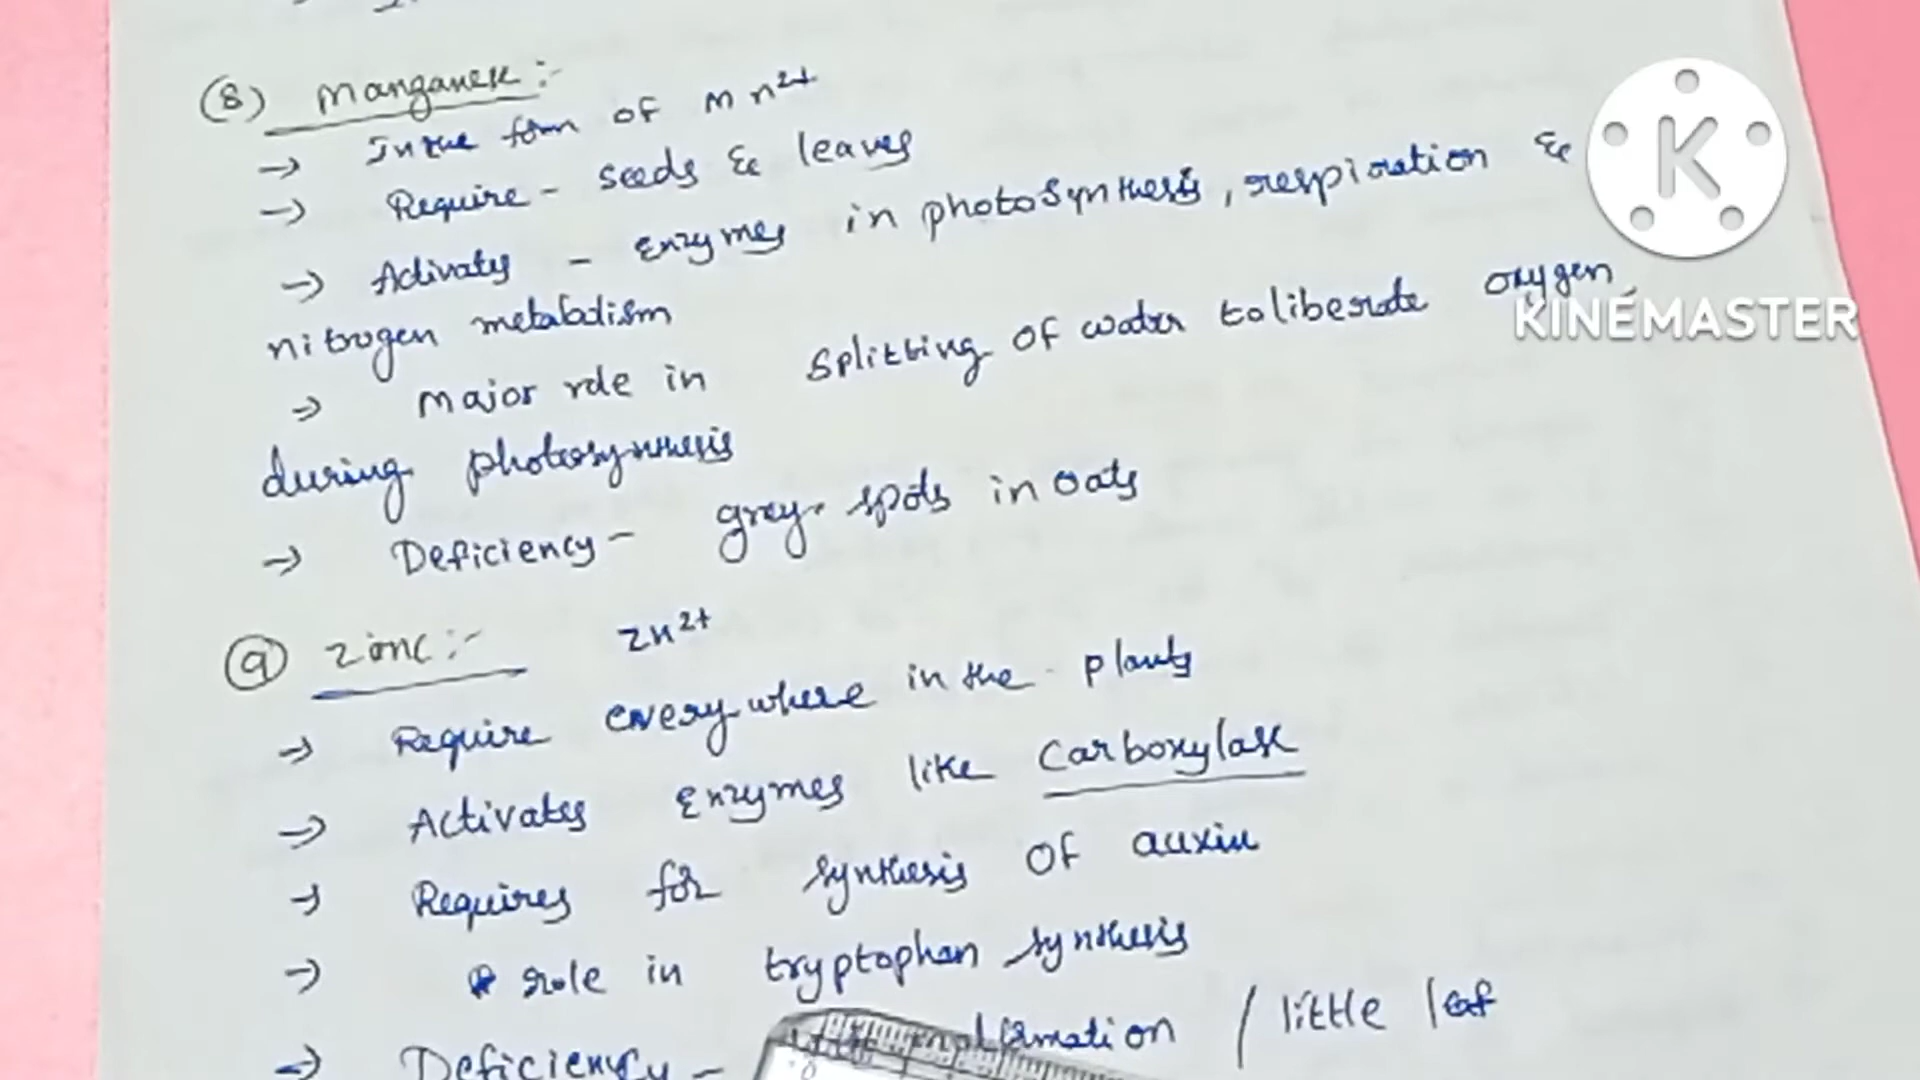 (8) Manganese :-
→ In the form of Mn2+
→ Require - seeds & leaves
→ Activates - enzymes in photosynthesis, respiration &
nitrogen metabolism
→ Major role in splitting of water to liberate oxygen
during photosynthesis
→ Deficiency - grey spots in oats
(9) Zinc :- Zn2+
→ Require everywhere in the plants
→ Activates enzymes like Carboxylase
→ Requires for synthesis of auxin
→ role in tryptophan synthesis
→ Deficiency - / little leaf
K
KINEMASTER